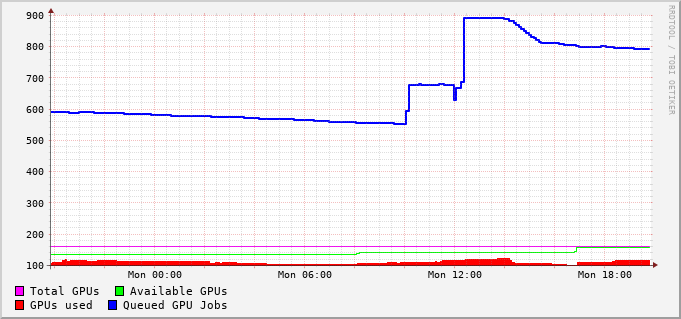 900
800
700
600
500
400
300
200
100
Mon 00:00 Mon 06:00 Mon 12:00 Mon 18:00
Total GPUs Available GPUs
GPUs used Queued GPU Jobs
RRDTOOL / TOBI OETIKER